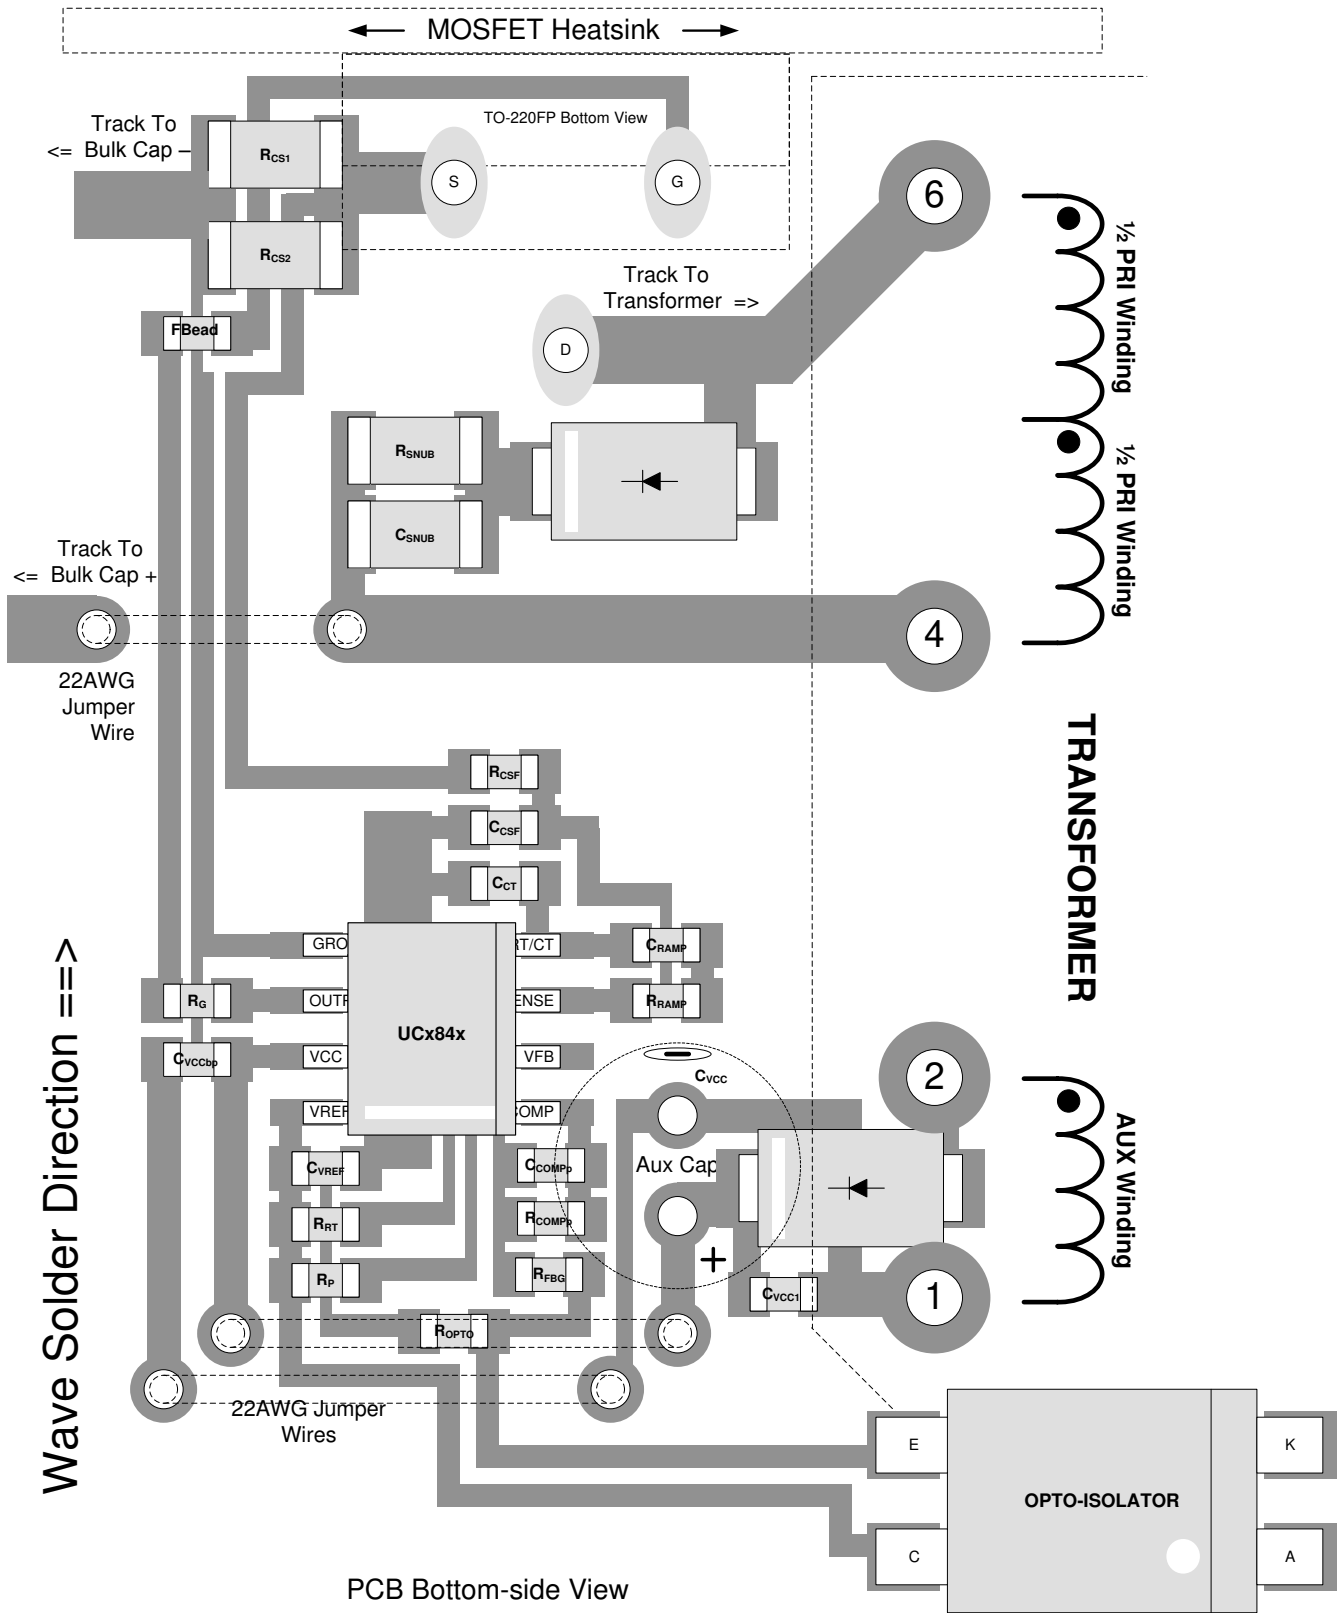 MOSFET Heatsink
Track To
<= Bulk Cap –
RCS1
TO-220FP Bottom View
S
G
6
RCS2
½ PRI Winding
Track To
Transformer =>
FBead
D
RSNUB
½ PRI Winding
CSNUB
Track To
<= Bulk Cap +
4
22AWG
Jumper
Wire
TRANSFORMER
RCSF
CCSF
CCT
GRO
RT/CT
CRAMP
RG
OUTP
ENSE
RRAMP
UCx84x
CVCCbp
VCC
VFB
–
CVCC
2
VREF
COMP
AUX Winding
CVREF
CCOMPp
Aux Cap
RRT
RCOMPp
+
RP
RFBG
CVCC1
1
ROPTO
22AWG Jumper
Wires
Wave Solder Direction ==>
E
K
OPTO-ISOLATOR
C
A
PCB Bottom-side View